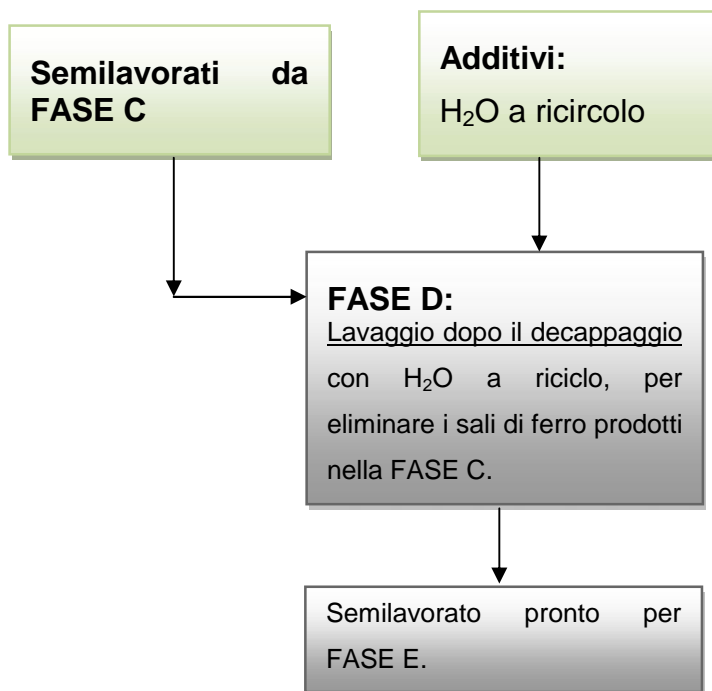 Semilavorati da
FASE C
Additivi:
H₂O a ricircolo
FASE D:
Lavaggio dopo il decappaggio
con H₂O a riciclo, per
eliminare i sali di ferro prodotti
nella FASE C.
Semilavorato pronto per
FASE E.